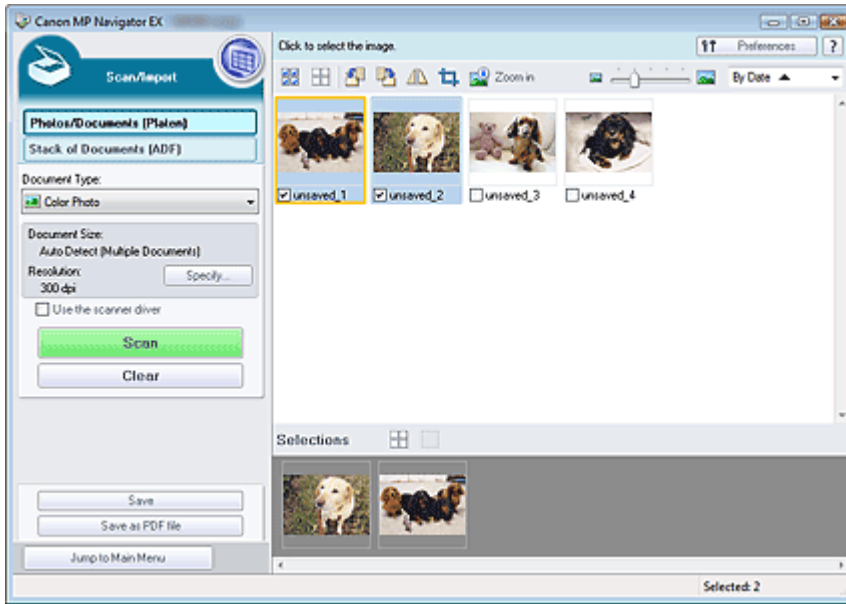 Canon MP Navigator EX
Click to select the image.
Preferences
?
Scan/Import
Zoom in
By Date
Photos/Documents (Platen)
Stack of Documents (ADF)
Document Type:
Color Photo
unsaved_1
unsaved_2
unsaved_3
unsaved_4
Document Size:
Auto Detect (Multiple Documents)
Resolution:
300 dpi
Specify...
Use the scanner driver
Scan
Clear
Selections
Save
Save as PDF file
Jump to Main Menu
Selected: 2